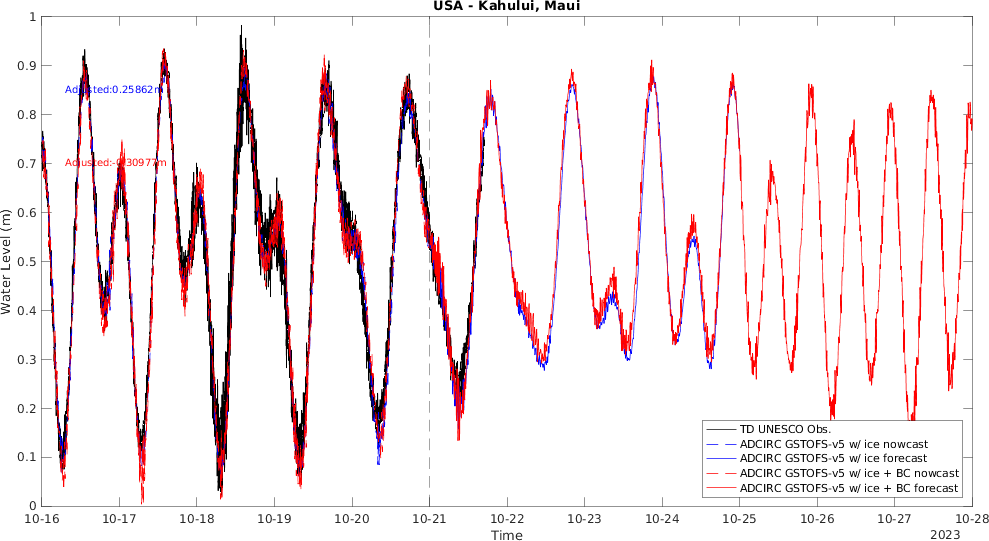 USA - Kahului, Maui
1
0.9
0.8
0.7
0.6
0.5
0.4
0.3
0.2
0.1
0
Water Level (m)
Adjusted:0.25862m
Adjusted:-0.30977m
TD UNESCO Obs.
ADCIRC GSTOFS-v5 w/ ice nowcast
ADCIRC GSTOFS-v5 w/ ice forecast
ADCIRC GSTOFS-v5 w/ ice + BC nowcast
ADCIRC GSTOFS-v5 w/ ice + BC forecast
10-16 10-17 10-18 10-19 10-20 10-21 10-22 10-23 10-24 10-25 10-26 10-27 10-28
Time
2023